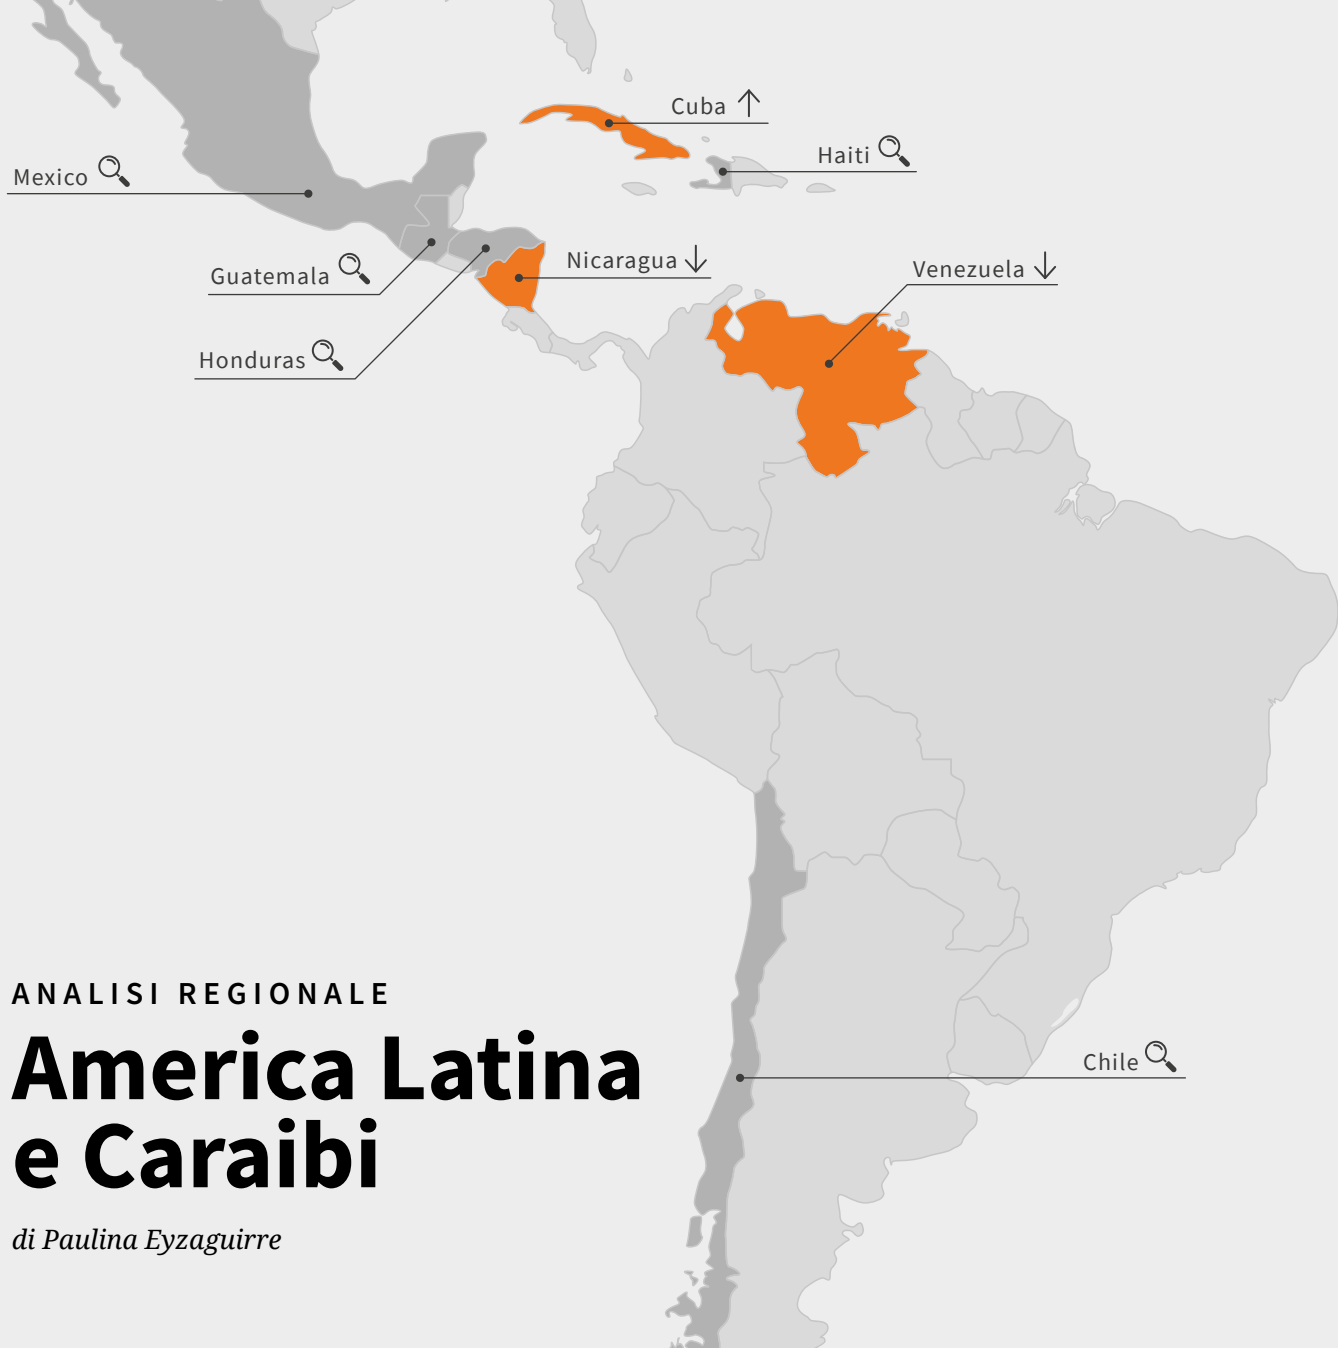 Cuba
Haiti
Mexico
Nicaragua
Venezuela
Guatemala
Honduras
ANALISI REGIONALE
America Latina
e Caraibi
Chile
di Paulina Eyzaguirre